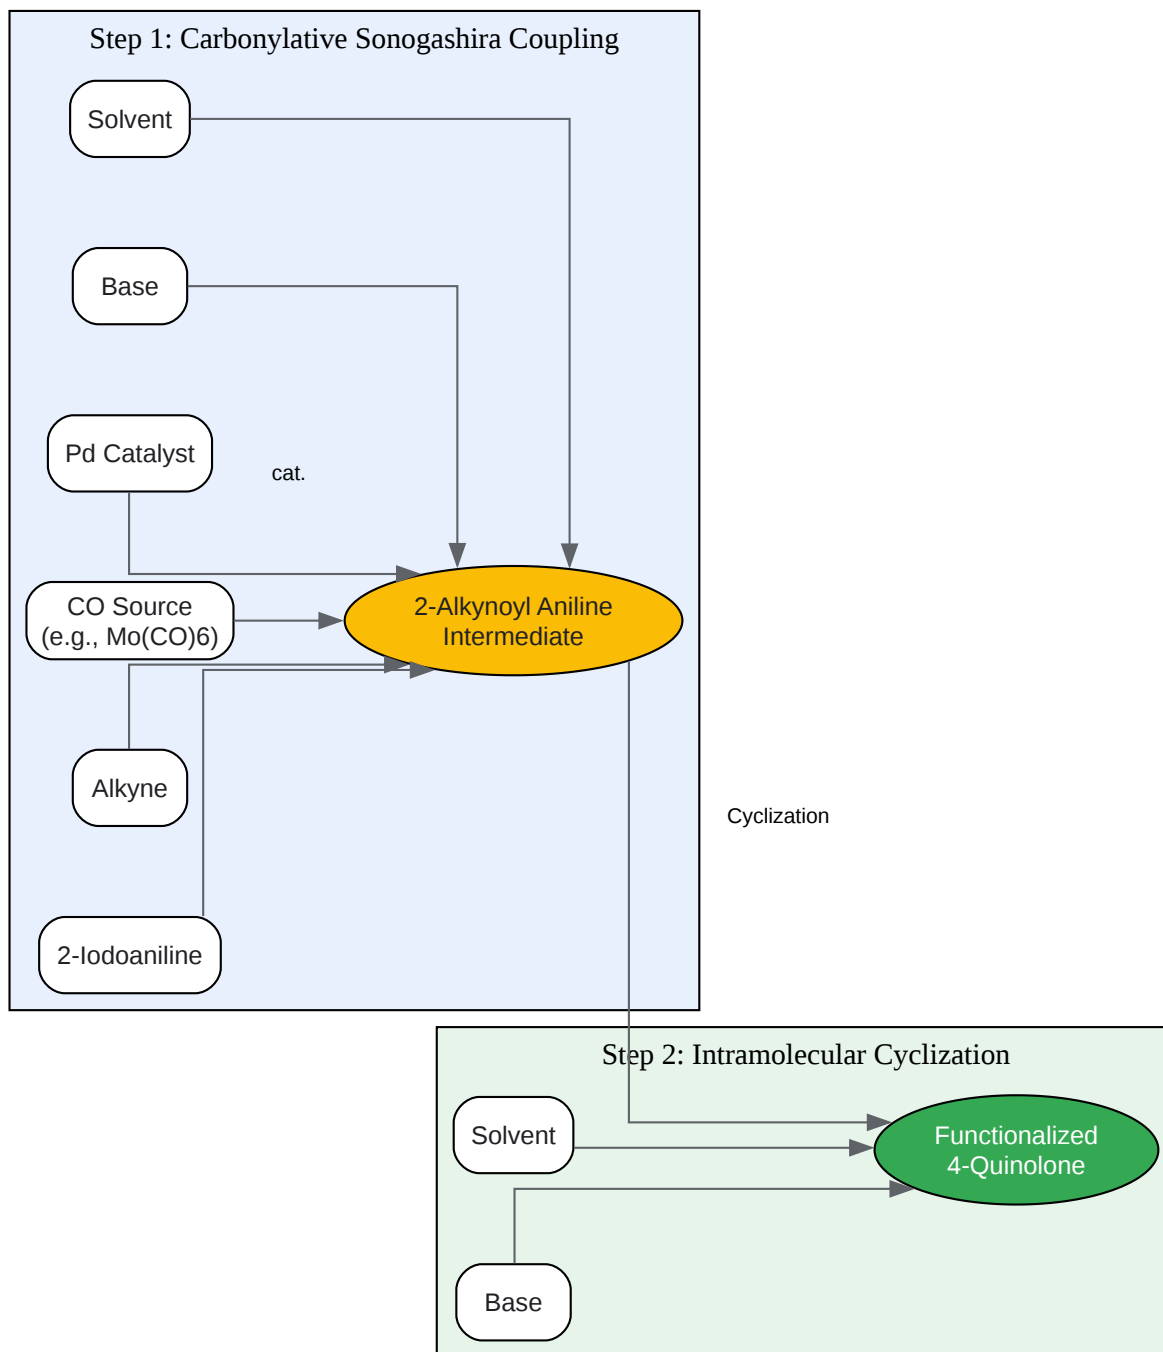 Step 1: Carbonylative Sonogashira Coupling
Solvent
Base
Pd Catalyst
cat.
CO Source
(e.g., Mo(CO)6)
2-Alkynoyl Aniline
Intermediate
Alkyne
Cyclization
2-Iodoaniline
Step 2: Intramolecular Cyclization
Solvent
Functionalized
4-Quinolone
Base